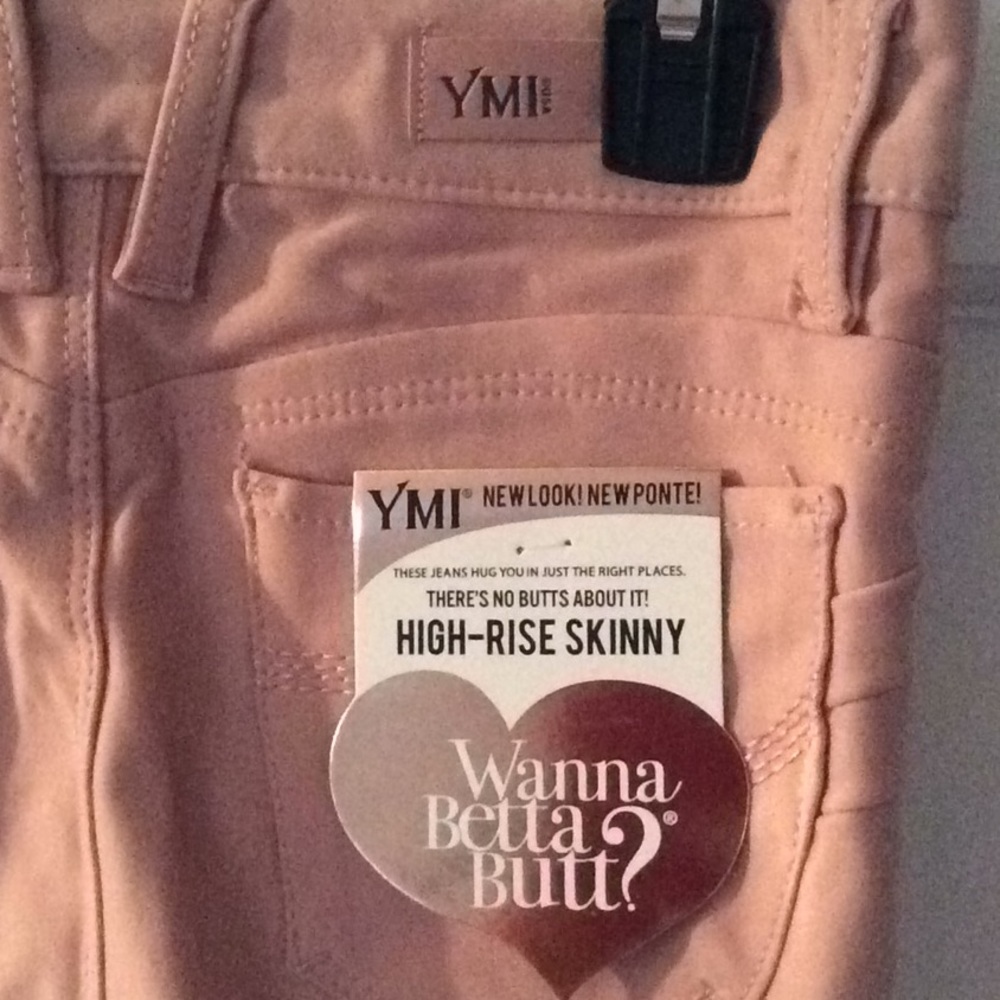 YMI
USA
YMI® NEW LOOK! NEW PONTE!
THESE JEANS HUG YOU IN JUST THE RIGHT PLACES.
THERE'S NO BUTTS ABOUT IT!
HIGH-RISE SKINNY
Wanna
Betta
Butt?®